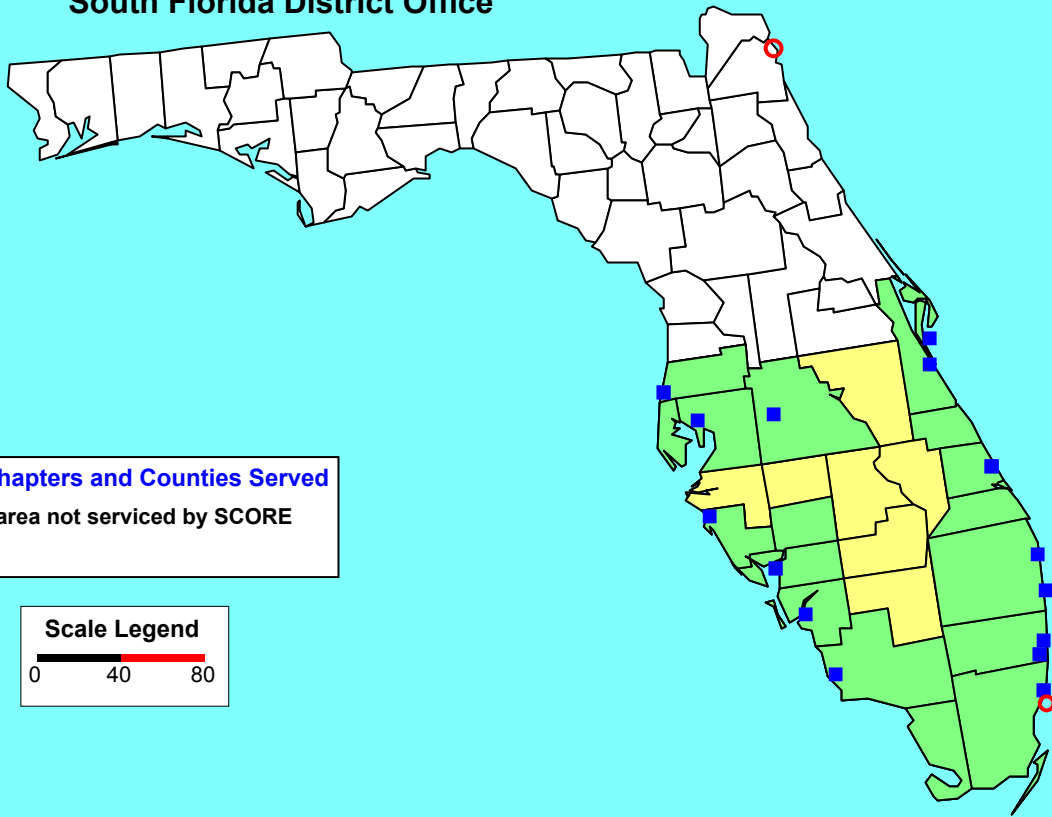 South Florida District Office
hapters and Counties Served
area not serviced by SCORE
Scale Legend
0 40 80